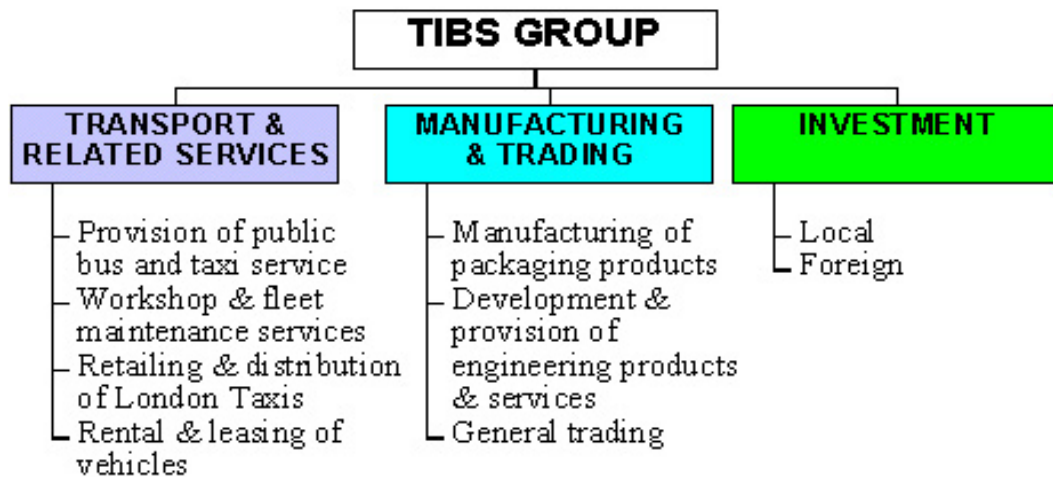 TIBS GROUP
TRANSPORT &
RELATED SERVICES
Provision of public
bus and taxi service
Workshop & fleet
maintenance services
Retailing & distribution
of London Taxis
Rental & leasing of
vehicles
MANUFACTURING
& TRADING
Manufacturing of
packaging products
Development &
provision of
engineering products
& services
General trading
INVESTMENT
Local
Foreign